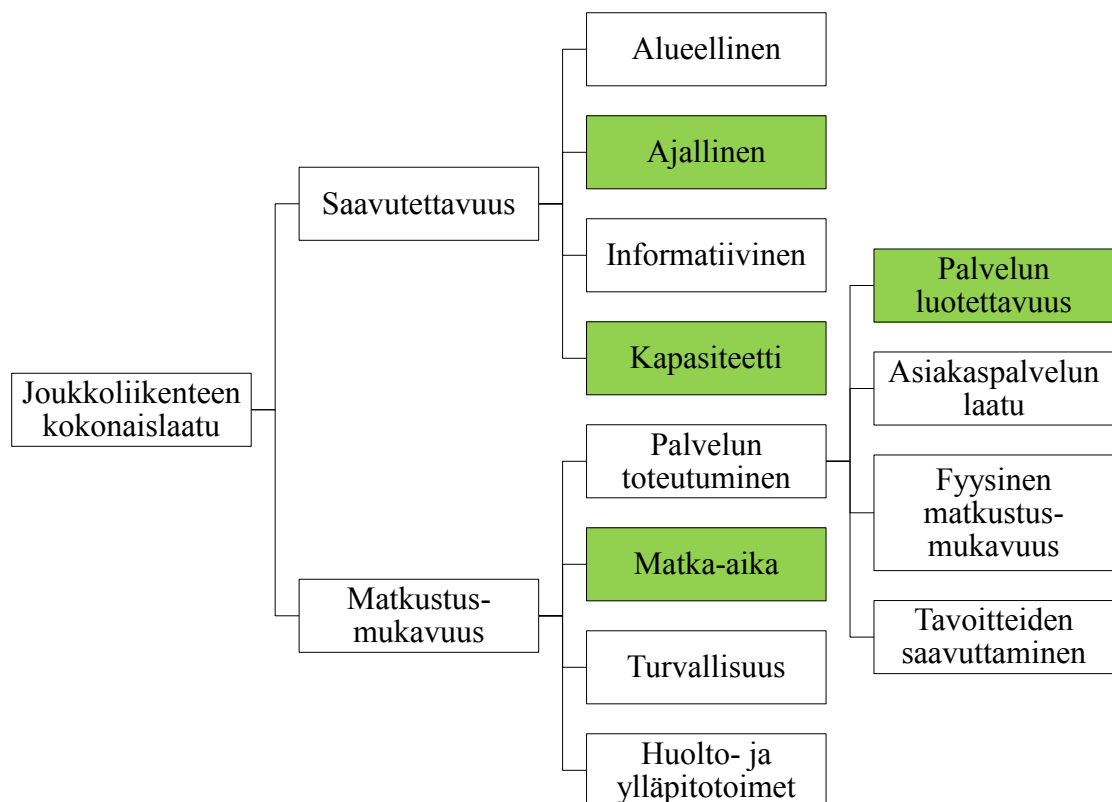 Joukkoliikenteen
kokonaislaatu
Saavutettavuus
Alueellinen
Ajallinen
Informatiivinen
Kapasiteetti
Matkustus-
mukavuus
Palvelun
toteutuminen
Palvelun
luotettavuus
Asiakaspalvelun
laatu
Fyysinen
matkustus-
mukavuus
Tavoitteiden
saavuttaminen
Matka-aika
Turvallisuus
Huolto- ja
ylläpitotoimet